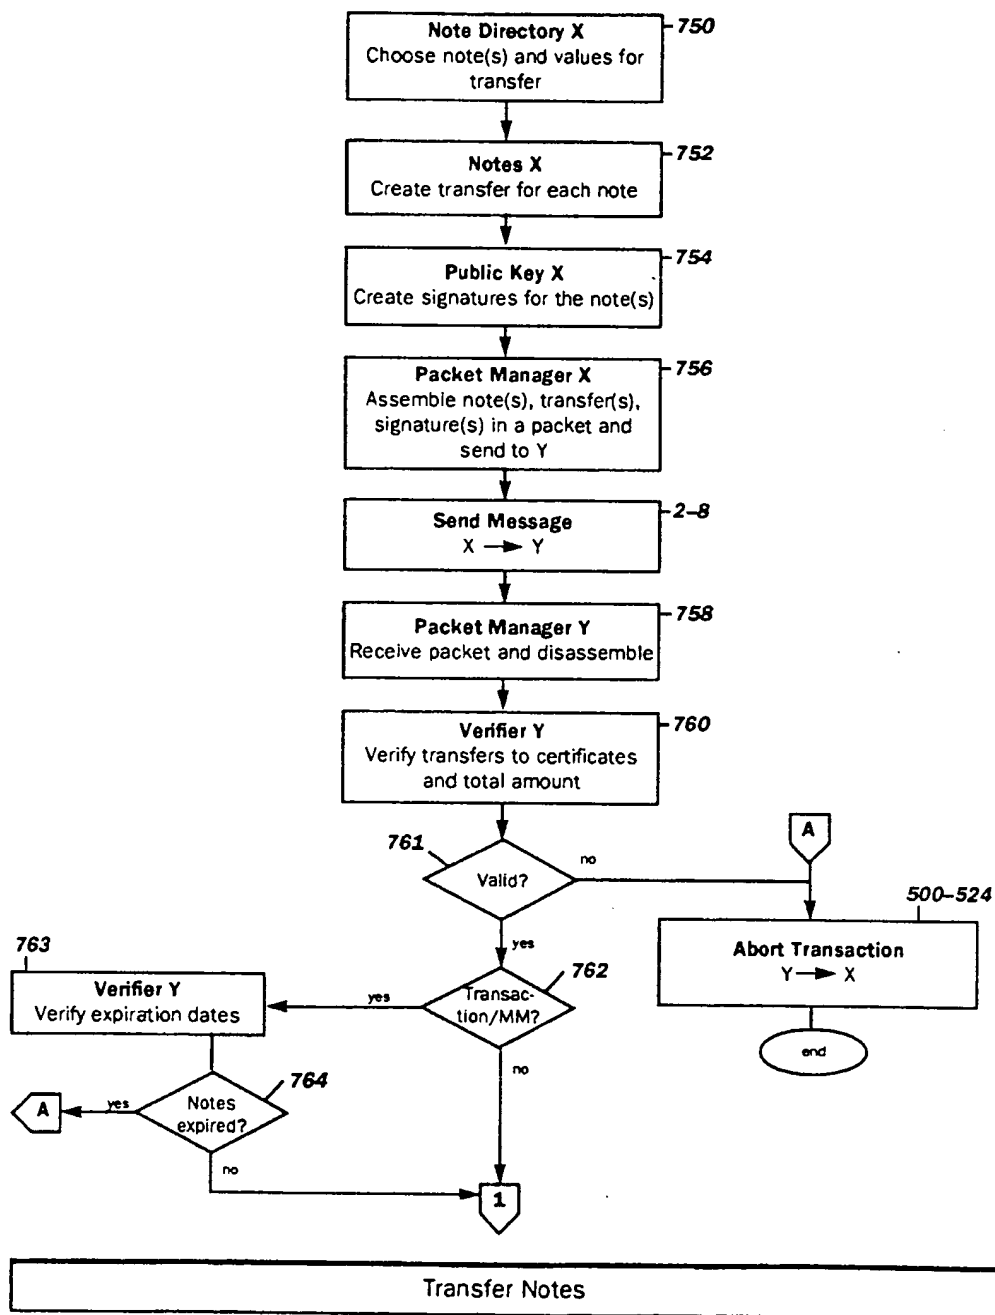 Note Directory X
Choose note(s) and values for
transfer
750
Notes X
Create transfer for each note
752
Public Key X
Create signatures for the note(s)
754
Packet Manager X
Assemble note(s), transfer(s),
signature(s) in a packet and
send to Y
756
Send Message
X Y
2-8
Packet Manager Y
Receive packet and disassemble
758
Verifier Y
Verify transfers to certificates
and total amount
760
761
Valid?
no
A
yes
500-524
Abort Transaction
Y X
end
762
Transac-
tion/MM?
yes
no
763
Verifier Y
Verify expiration dates
764
Notes
expired?
yes
A
no
1
Transfer Notes